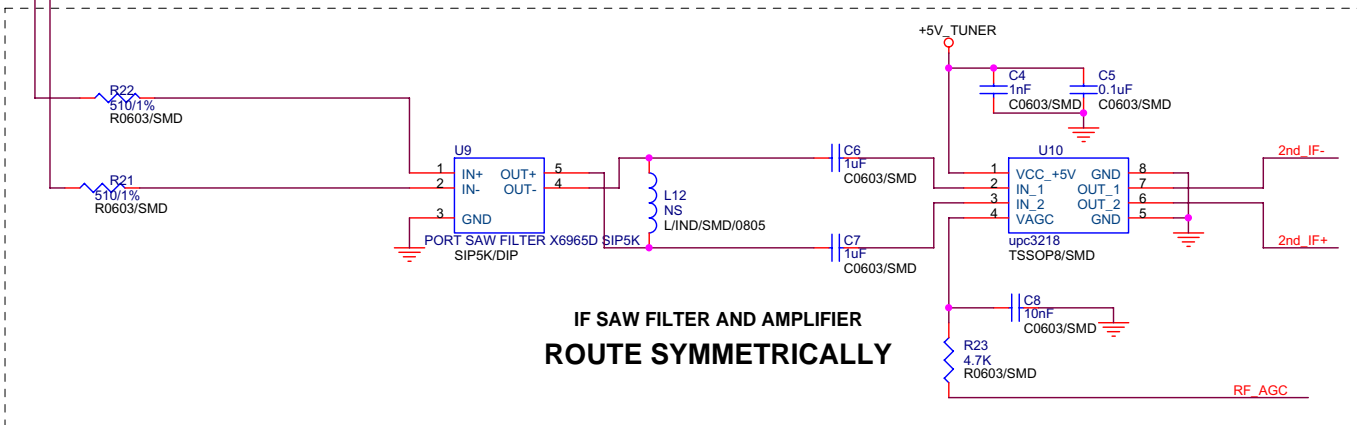 +5V_TUNER
R22
510/1%
R0603/SMD
C4
1nF
C0603/SMD
C5
0.1uF
C0603/SMD
R21
510/1%
R0603/SMD
U9
1 IN+ OUT+ 5
2 IN- OUT- 4
3 GND
PORT SAW FILTER X6965D SIP5K
SIP5K/DIP
L12
NS
L/IND/SMD/0805
C6
1uF
C0603/SMD
C7
1uF
C0603/SMD
U10
1 VCC_+5V GND 8
2 IN_1 OUT_1 7
3 IN_2 OUT_2 6
4 VAGC GND 5
upc3218
TSSOP8/SMD
2nd_IF-
2nd_IF+
C8
10nF
C0603/SMD
R23
4.7K
R0603/SMD
RF_AGC
IF SAW FILTER AND AMPLIFIER
ROUTE SYMMETRICALLY